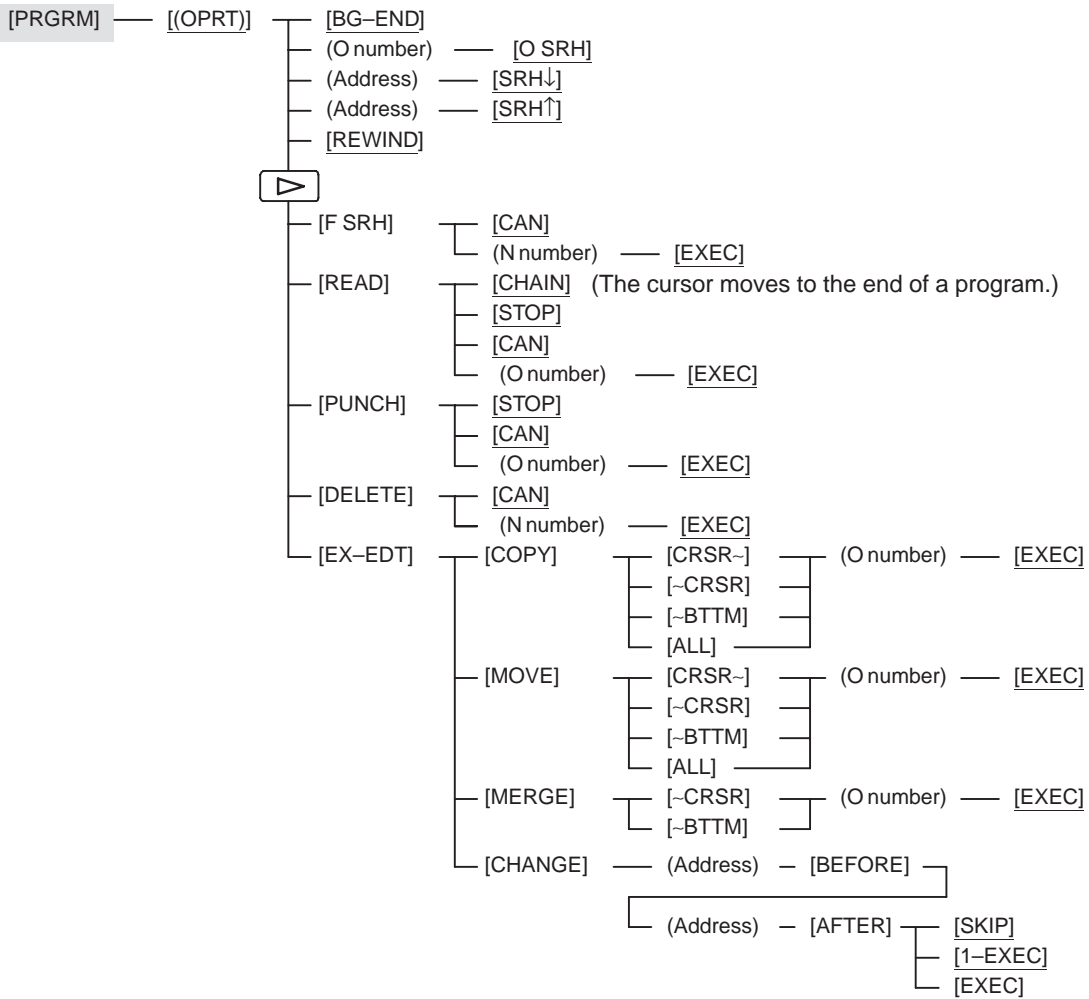 [PRGRM] [(OPRT)] [BG–END]
(O number) [O SRH]
(Address) [SRH↓]
(Address) [SRH↑]
[REWIND]
[F SRH] [CAN]
(N number) [EXEC]
[READ] [CHAIN] (The cursor moves to the end of a program.)
[STOP]
[CAN]
(O number) [EXEC]
[PUNCH] [STOP]
[CAN]
(O number) [EXEC]
[DELETE] [CAN]
(N number) [EXEC]
[EX–EDT] [COPY] [CRSR~] (O number) [EXEC]
[~CRSR]
[~BTTM]
[ALL]
[MOVE] [CRSR~] (O number) [EXEC]
[~CRSR]
[~BTTM]
[ALL]
[MERGE] [~CRSR] (O number) [EXEC]
[~BTTM]
[CHANGE] (Address) [BEFORE]
(Address) [AFTER] [SKIP]
[1–EXEC]
[EXEC]